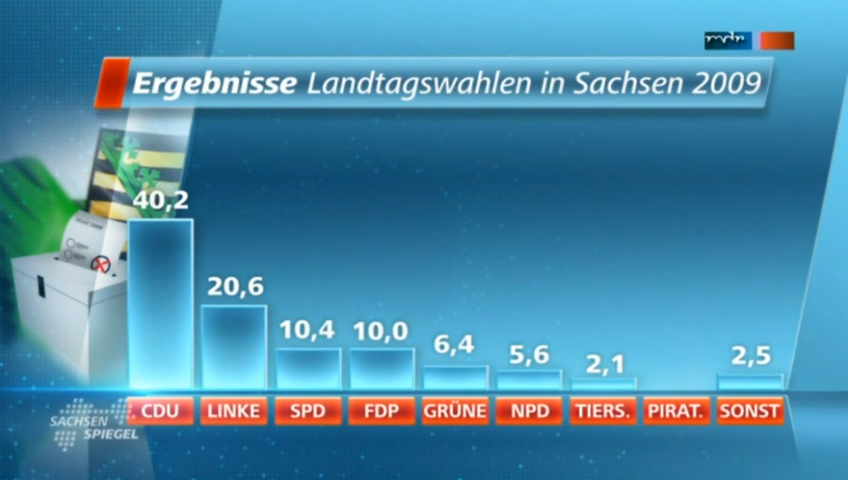 mdr
Ergebnisse Landtagswahlen in Sachsen 2009
40,2
20,6
10,4
10,0
6,4
5,6
2,1
2,5
CDU
LINKE
SPD
FDP
GRÜNE
NPD
TIERS.
PIRAT.
SONST
SACHSEN
SPIEGEL